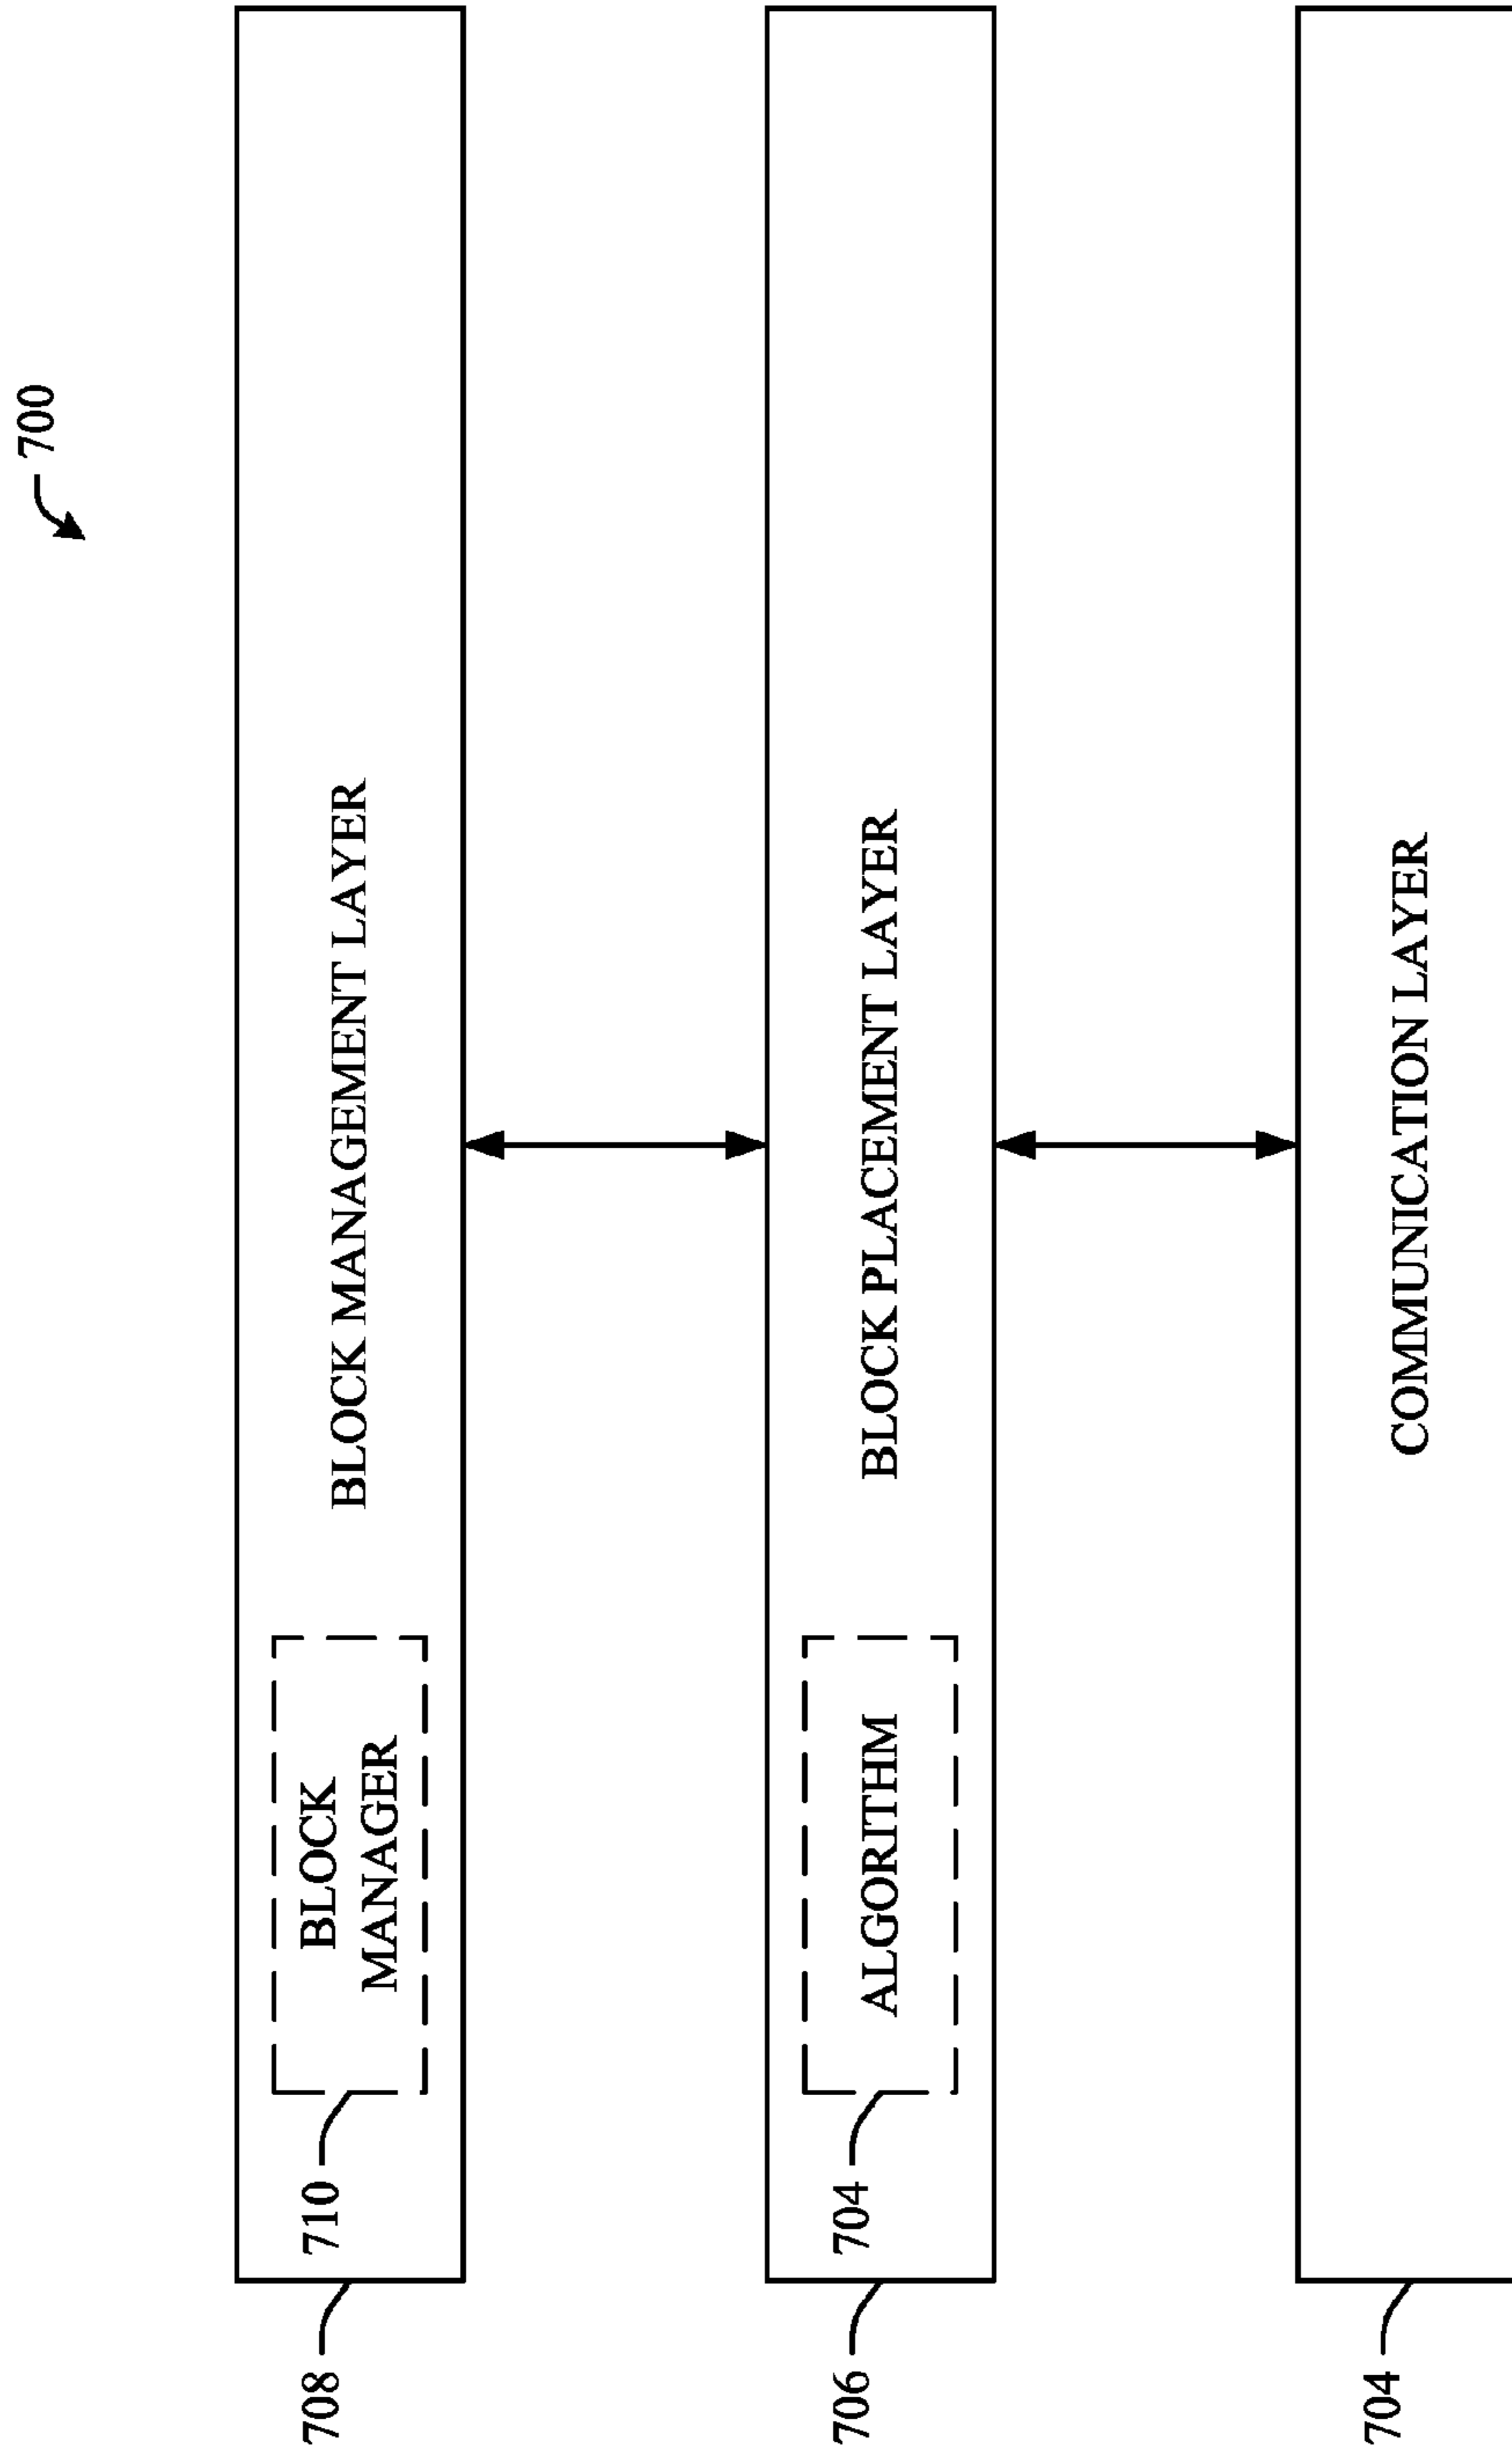 700
BLOCK MANAGEMENT LAYER
BLOCK
MANAGER
710
708
BLOCK PLACEMENT LAYER
ALGORITHM
704
706
COMMUNICATION LAYER
704